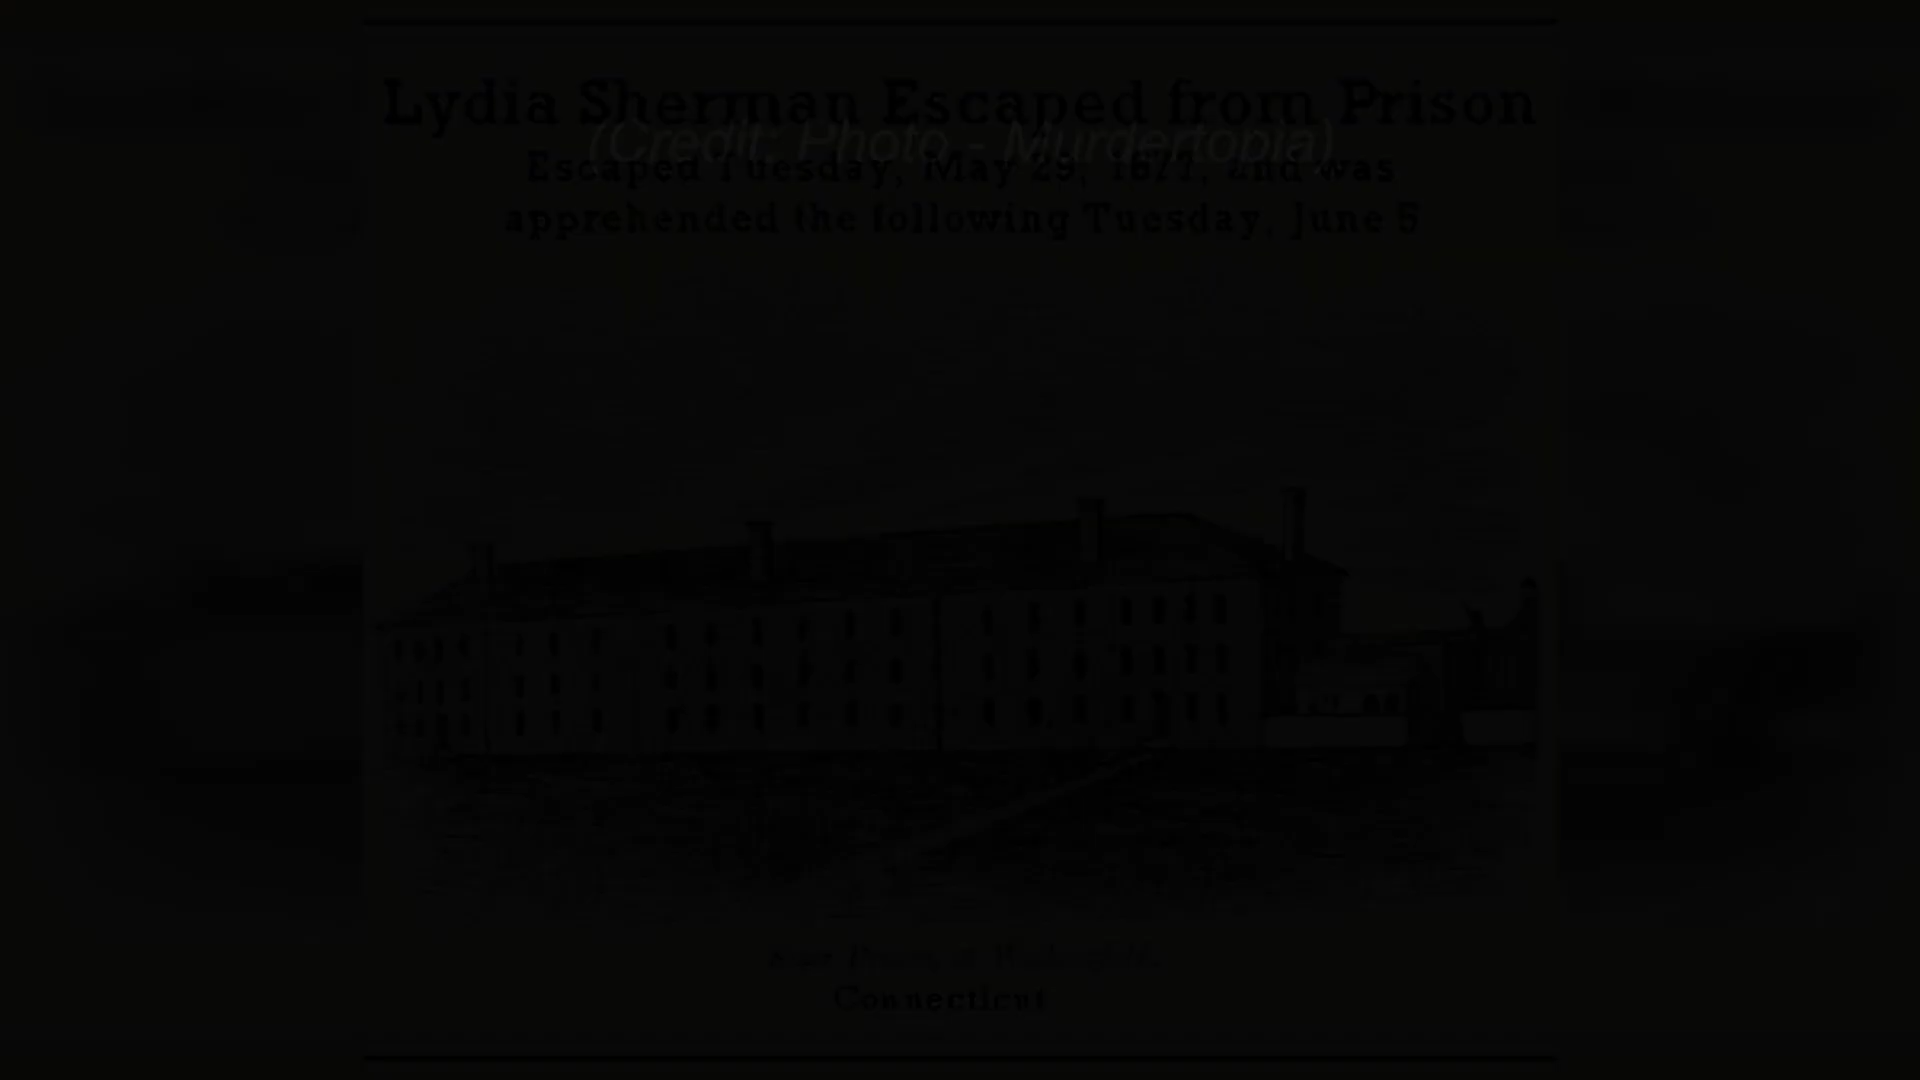 Lydia Sherman Escaped from Prison
(Credit: Photo - Murdertopia)
Escaped Tuesday, May 29, 1877, and was
apprehended the following Tuesday, June 5
Connecticut